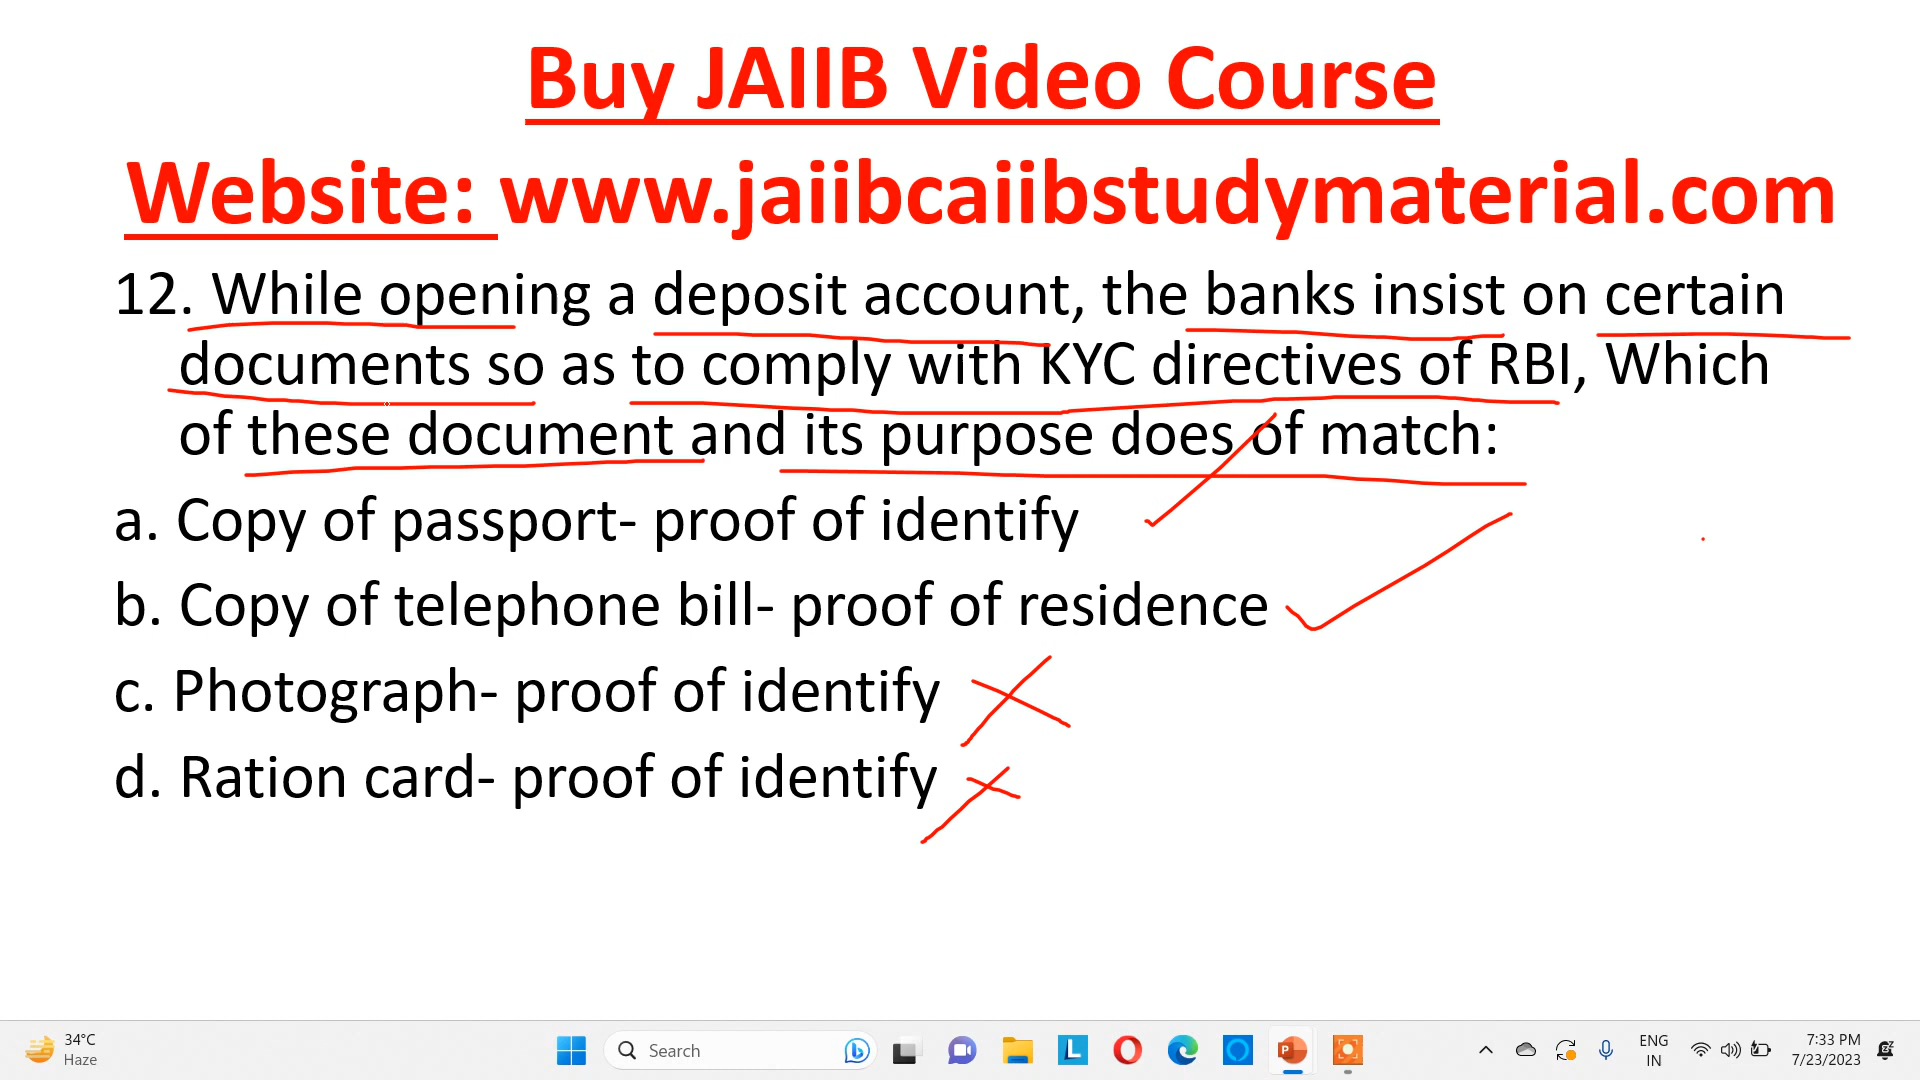 Buy JAIIB Video Course
Website: www.jaiibcaiibstudymaterial.com
12. While opening a deposit account, the banks insist on certain
documents so as to comply with KYC directives of RBI, Which
of these document and its purpose does of match:
a. Copy of passport- proof of identify
b. Copy of telephone bill- proof of residence
c. Photograph- proof of identify
d. Ration card- proof of identify
34°C
Haze
Search
ENG
IN
7:33 PM
7/23/2023